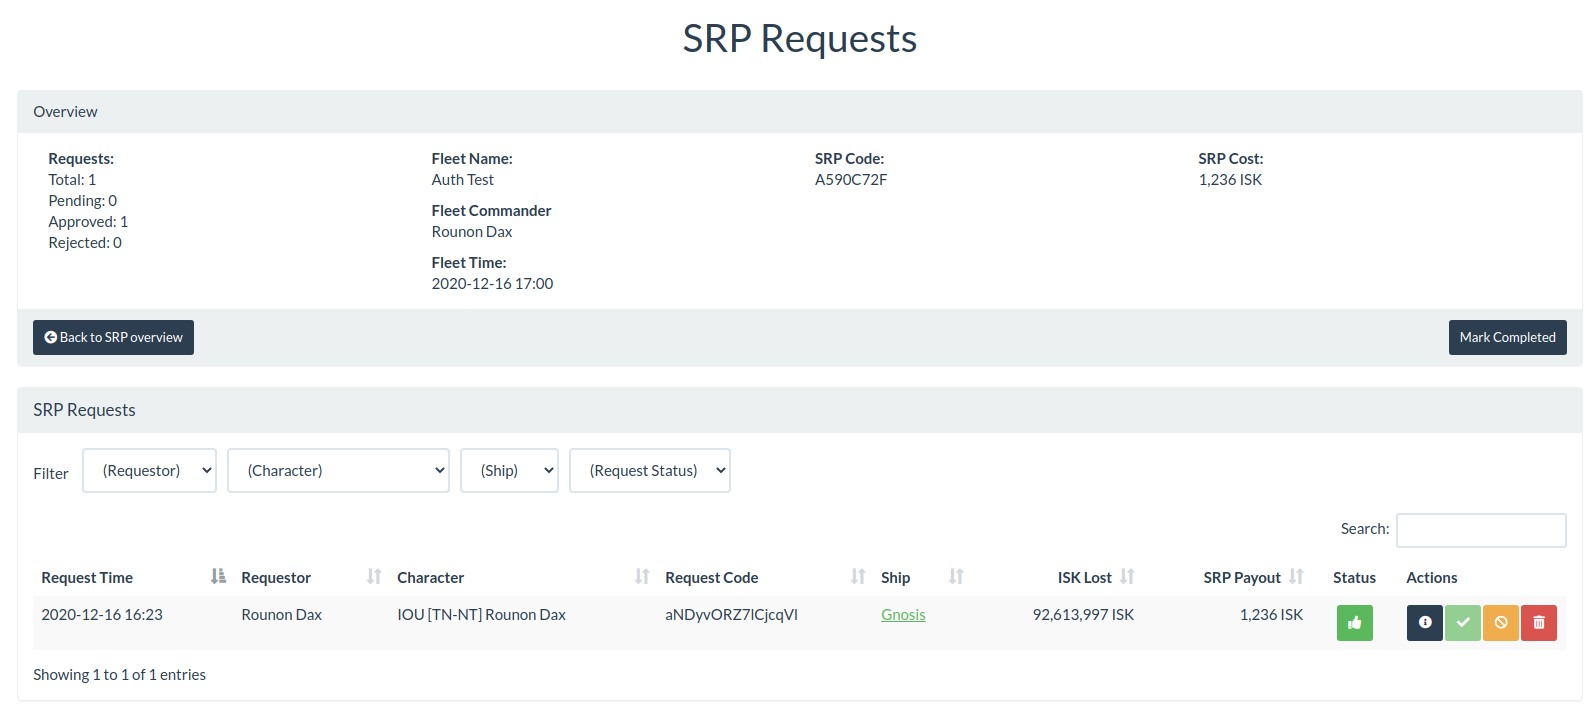 SRP Requests
Overview
Requests:
Total: 1
Pending: 0
Approved: 1
Rejected: 0
Fleet Name:
Auth Test
Fleet Commander
Rounon Dax
Fleet Time:
2020-12-16 17:00
SRP Code:
A590C72F
SRP Cost:
1,236 ISK
Back to SRP overview
Mark Completed
SRP Requests
Filter (Requestor) (Character) (Ship) (Request Status)
Search:
Request Time Requestor Character Request Code Ship ISK Lost SRP Payout Status Actions
2020-12-16 16:23 Rounon Dax IOU [TN-NT] Rounon Dax aNDyvORZ7ICjcqVI Gnosis 92,613,997 ISK 1,236 ISK
Showing 1 to 1 of 1 entries